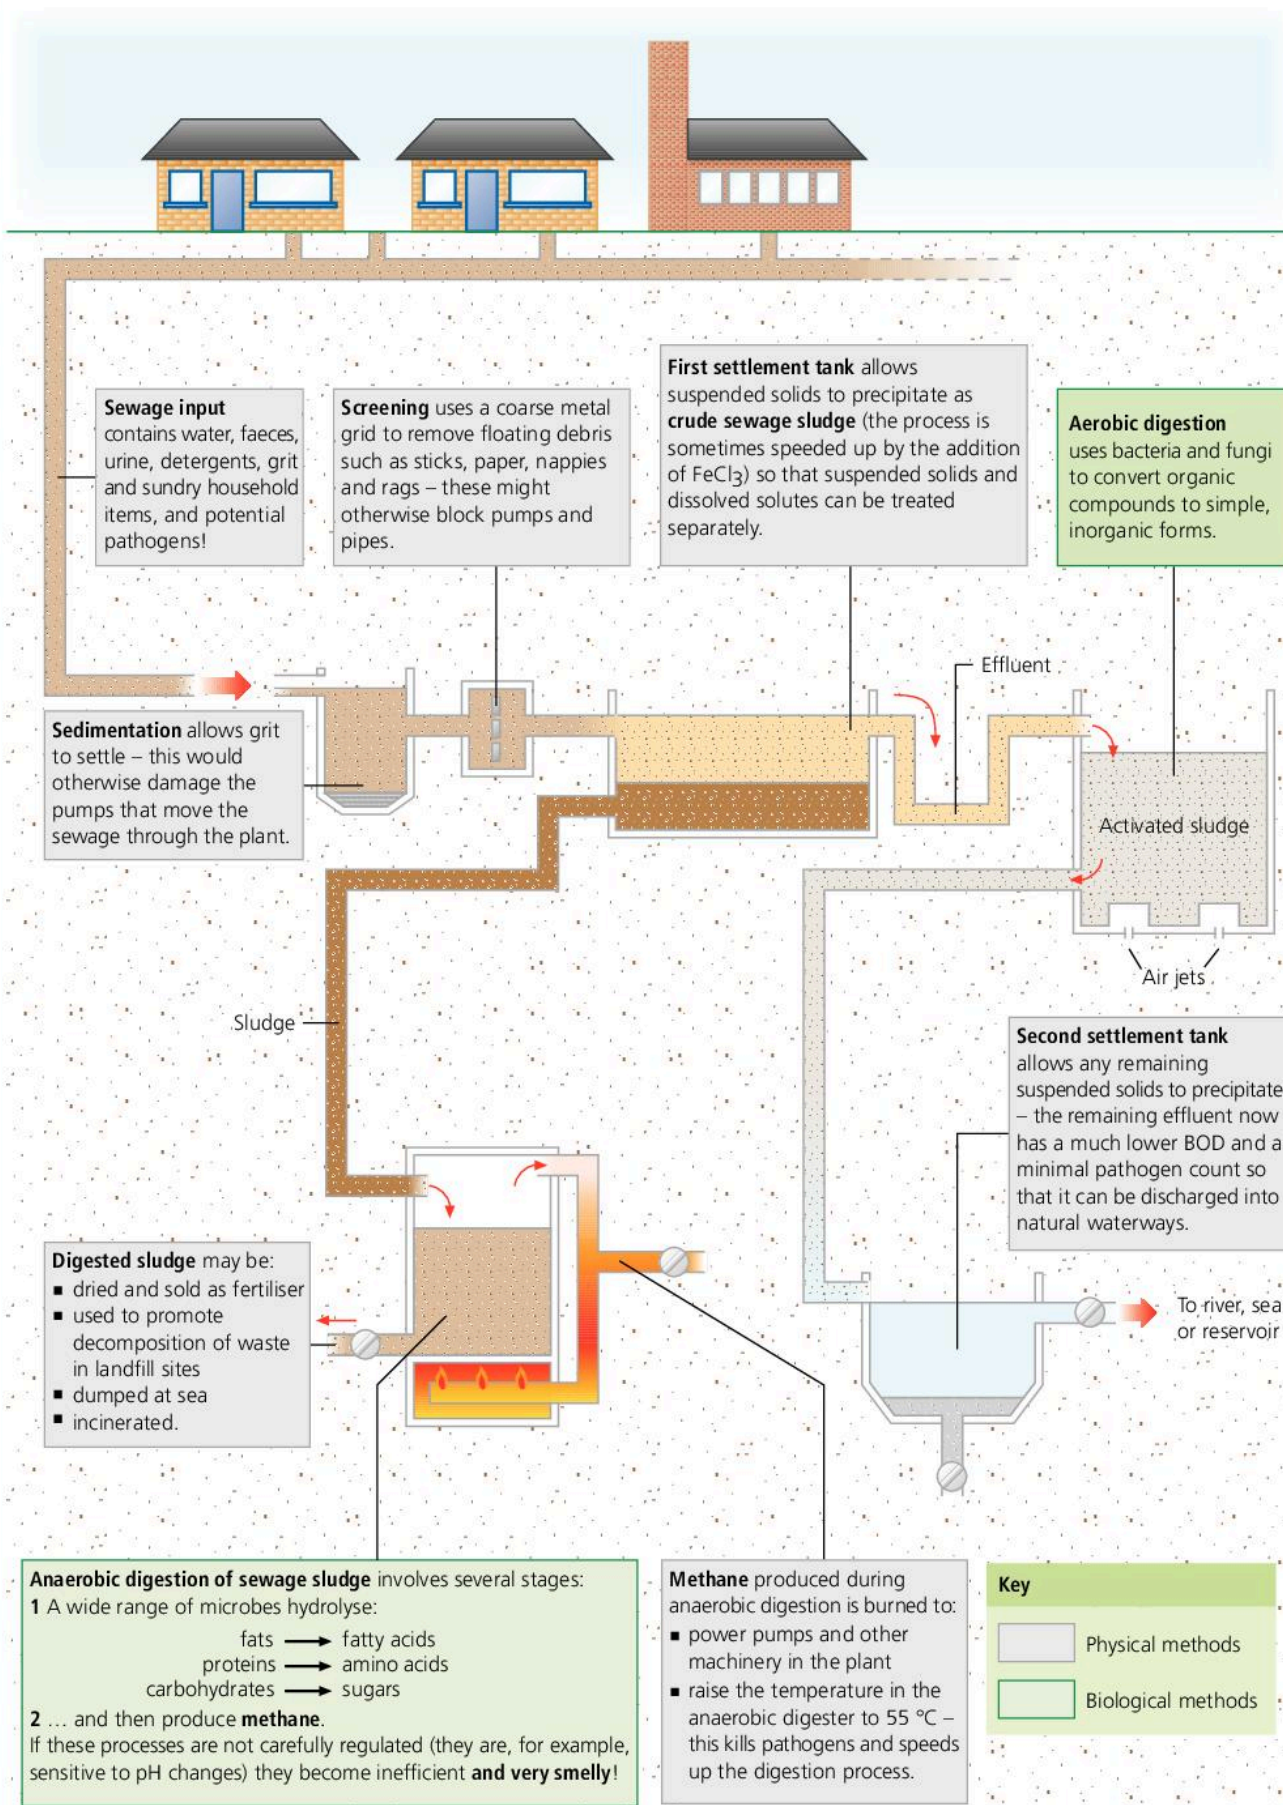 Sewage input
contains water, faeces,
urine, detergents, grit
and sundry household
items, and potential
pathogens!
Screening uses a coarse metal
grid to remove floating debris
such as sticks, paper, nappies
and rags – these might
otherwise block pumps and
pipes.
First settlement tank allows
suspended solids to precipitate as
crude sewage sludge (the process is
sometimes speeded up by the addition
of FeCl3) so that suspended solids and
dissolved solutes can be treated
separately.
Aerobic digestion
uses bacteria and fungi
to convert organic
compounds to simple,
inorganic forms.
Effluent
Sedimentation allows grit
to settle – this would
otherwise damage the
pumps that move the
sewage through the plant.
Activated sludge
Air jets
Sludge
Second settlement tank
allows any remaining
suspended solids to precipitate
– the remaining effluent now
has a much lower BOD and a
minimal pathogen count so
that it can be discharged into
natural waterways.
Digested sludge may be:
▪ dried and sold as fertiliser
▪ used to promote
decomposition of waste
in landfill sites
▪ dumped at sea
▪ incinerated.
To river, sea
or reservoir
Anaerobic digestion of sewage sludge involves several stages:
1 A wide range of microbes hydrolyse:
fats → fatty acids
proteins → amino acids
carbohydrates → sugars
2 ... and then produce methane.
If these processes are not carefully regulated (they are, for example,
sensitive to pH changes) they become inefficient and very smelly!
Methane produced during
anaerobic digestion is burned to:
▪ power pumps and other
machinery in the plant
▪ raise the temperature in the
anaerobic digester to 55 °C –
this kills pathogens and speeds
up the digestion process.
Key
Physical methods
Biological methods